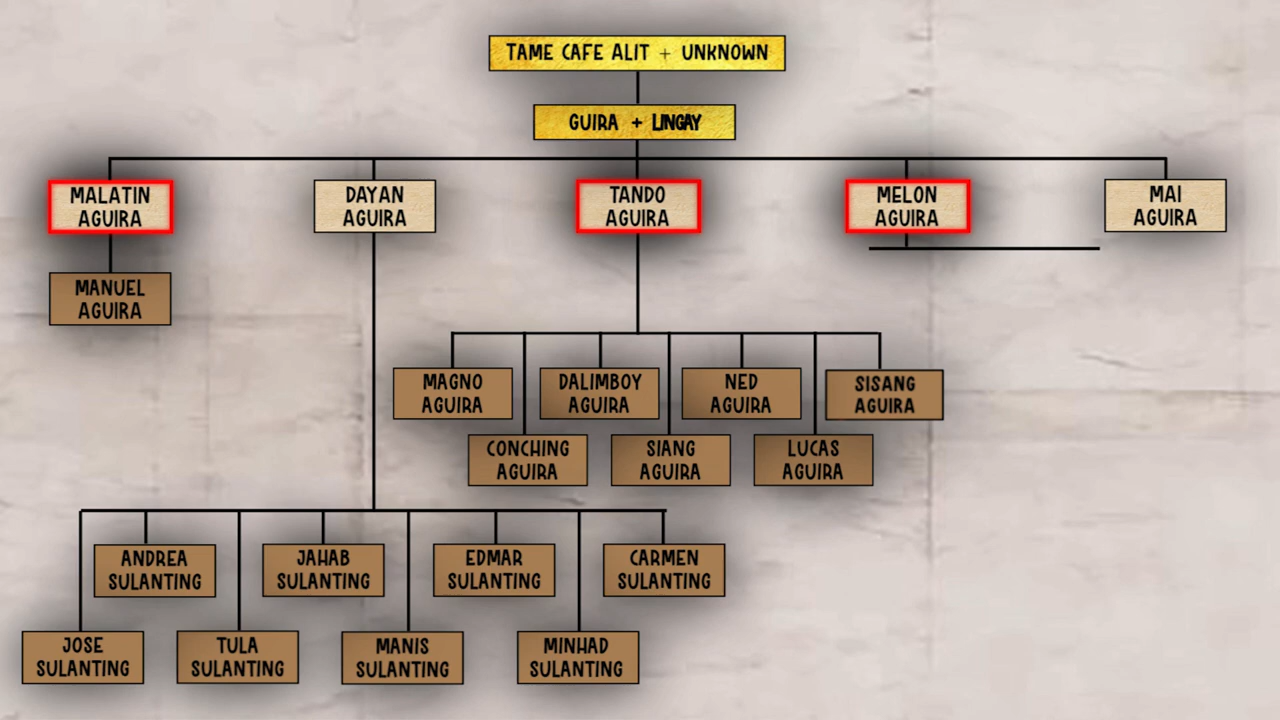 TAME CAFE ALIT + UNKNOWN
GUIRA + LINGAY
MALATIN
AGUIRA
DAYAN
AGUIRA
TANDO
AGUIRA
MELON
AGUIRA
MAI
AGUIRA
MANUEL
AGUIRA
MAGNO
AGUIRA
DALIMBOY
AGUIRA
NED
AGUIRA
SISANG
AGUIRA
CONCHING
AGUIRA
SIANG
AGUIRA
LUCAS
AGUIRA
ANDREA
SULANTING
JAHAB
SULANTING
EDMAR
SULANTING
CARMEN
SULANTING
JOSE
SULANTING
TULA
SULANTING
MANIS
SULANTING
MINHAD
SULANTING